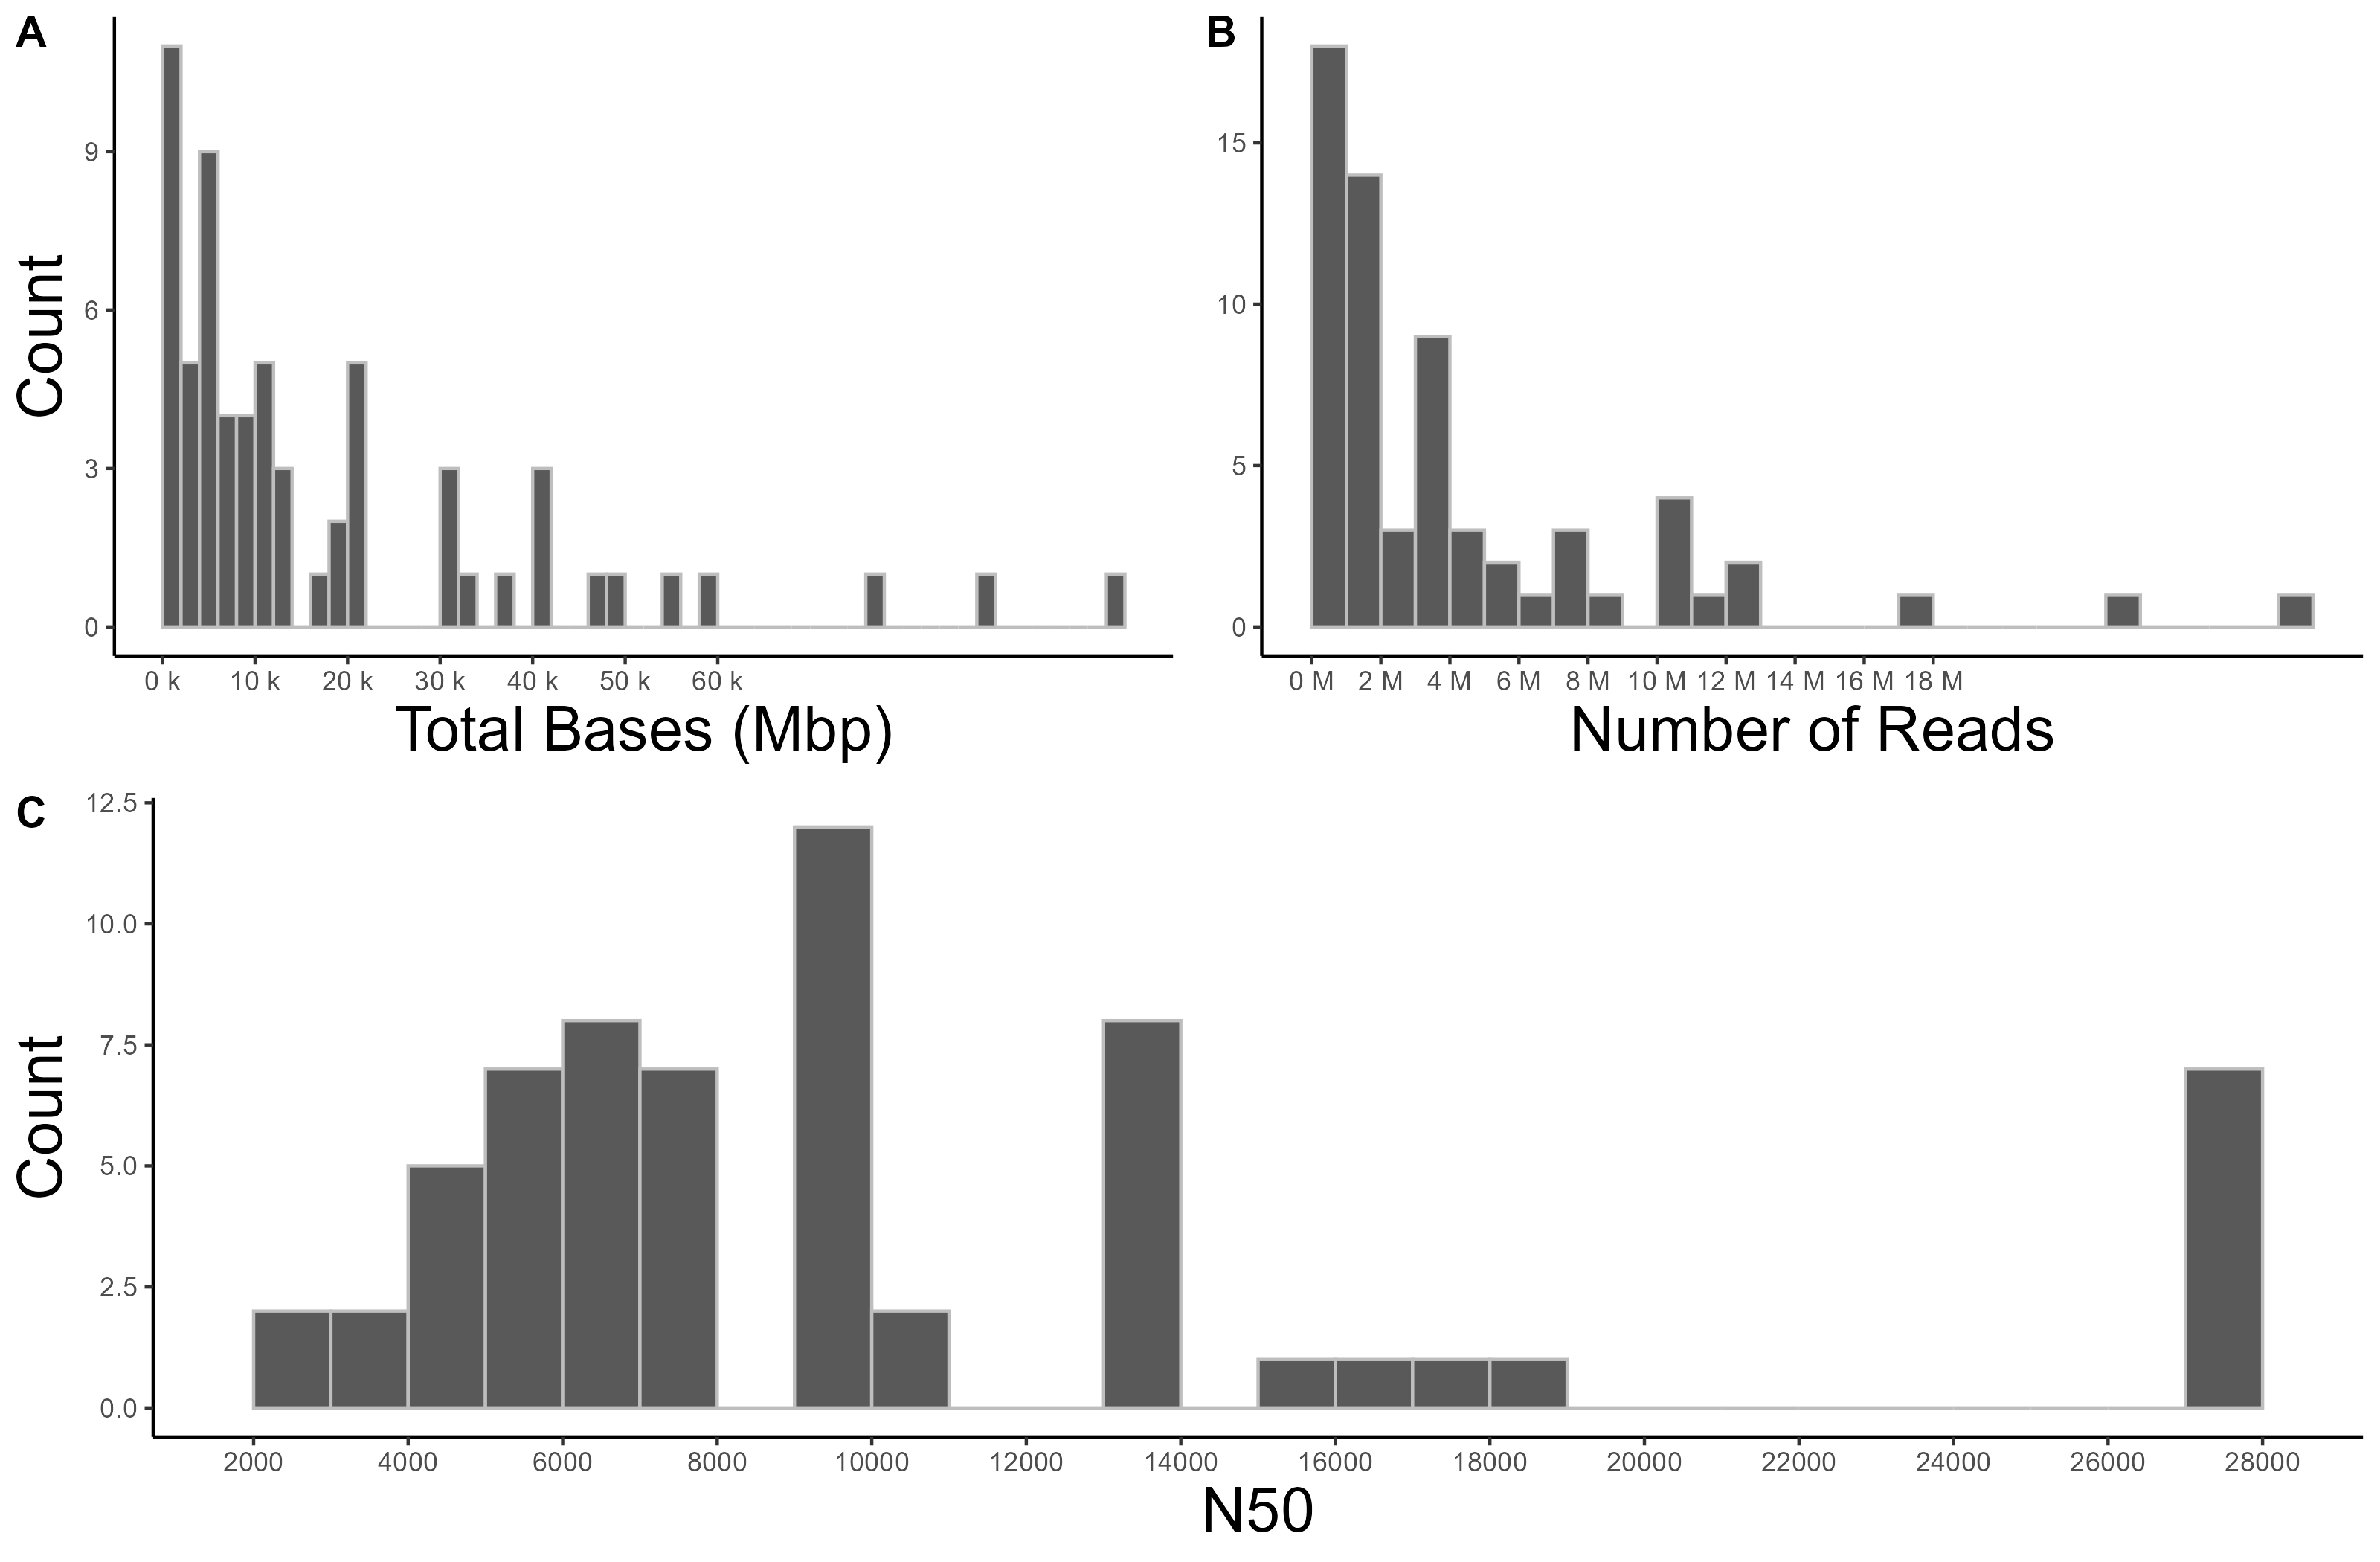 A
Count
9
6
3
0
0 k 10 k 20 k 30 k 40 k 50 k 60 k
Total Bases (Mbp)
B
15
10
5
0
0 M 2 M 4 M 6 M 8 M 10 M 12 M 14 M 16 M 18 M
Number of Reads
C
Count
12.5
10.0
7.5
5.0
2.5
0.0
2000 4000 6000 8000 10000 12000 14000 16000 18000 20000 22000 24000 26000 28000
N50